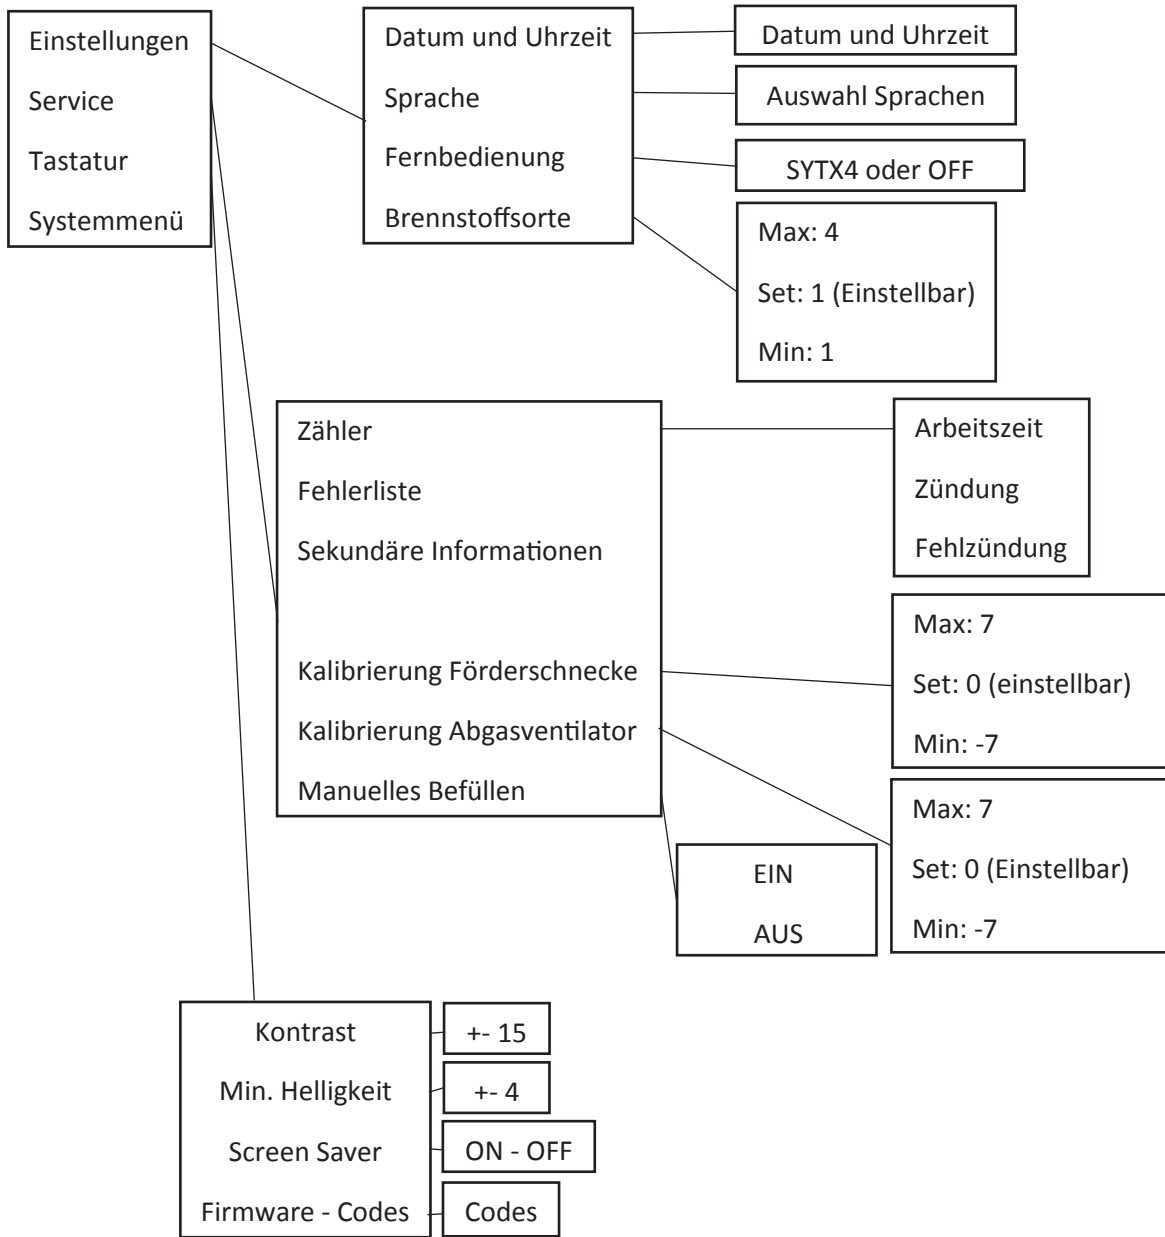 Einstellungen
Service
Tastatur
Systemmenü
Datum und Uhrzeit
Sprache
Fernbedienung
Brennstoffsorte
Datum und Uhrzeit
Auswahl Sprachen
SYTX4 oder OFF
Max: 4
Set: 1 (Einstellbar)
Min: 1
Zähler
Fehlerliste
Sekundäre Informationen
Kalibrierung Förderschnecke
Kalibrierung Abgasventilator
Manuelles Befüllen
Arbeitszeit
Zündung
Fehlzündung
Max: 7
Set: 0 (einstellbar)
Min: -7
Max: 7
Set: 0 (Einstellbar)
Min: -7
EIN
AUS
Kontrast
Min. Helligkeit
Screen Saver
Firmware - Codes
+- 15
+- 4
ON - OFF
Codes